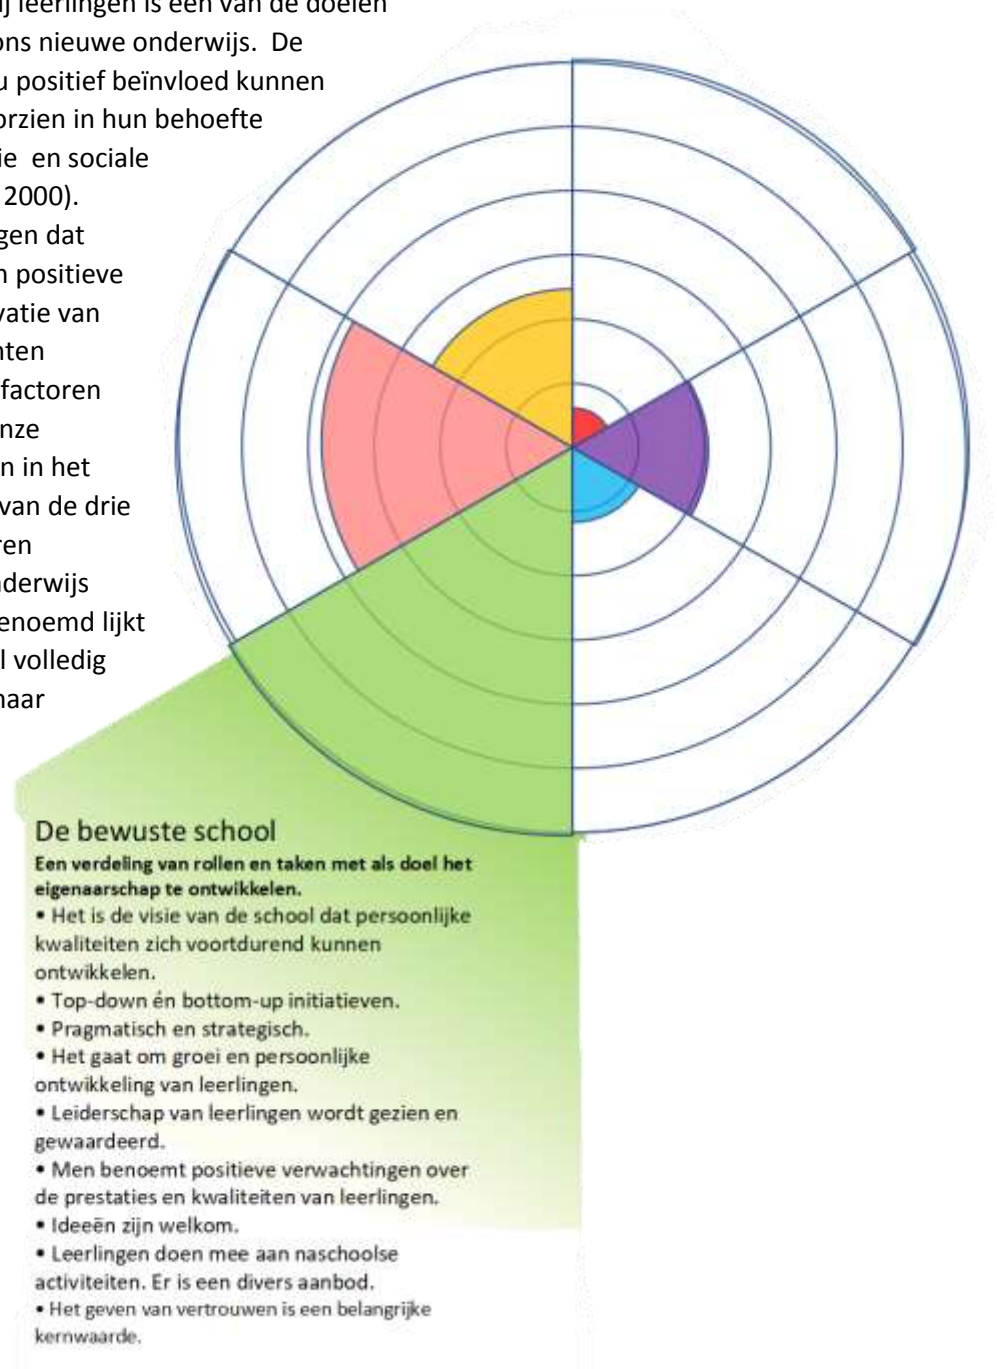 j leerlingen is een van de doelen
ons nieuwe onderwijs. De
u positief beïnvloed kunnen
orzien in hun behoefte
ie en sociale
2000).
gen dat
n positieve
vatie van
nten
factoren
nze
n in het
van de drie
ren
nderwijs
enoemd lijkt
l volledig
naar
De bewuste school
Een verdeling van rollen en taken met als doel het
eigenaarschap te ontwikkelen.
• Het is de visie van de school dat persoonlijke
kwaliteiten zich voortdurend kunnen
ontwikkelen.
• Top-down én bottom-up initiatieven.
• Pragmatisch en strategisch.
• Het gaat om groei en persoonlijke
ontwikkeling van leerlingen.
• Leiderschap van leerlingen wordt gezien en
gewaardeerd.
• Men benoemt positieve verwachtingen over
de prestaties en kwaliteiten van leerlingen.
• Ideeën zijn welkom.
• Leerlingen doen mee aan naschoolse
activiteiten. Er is een divers aanbod.
• Het geven van vertrouwen is een belangrijke
kernwaarde.